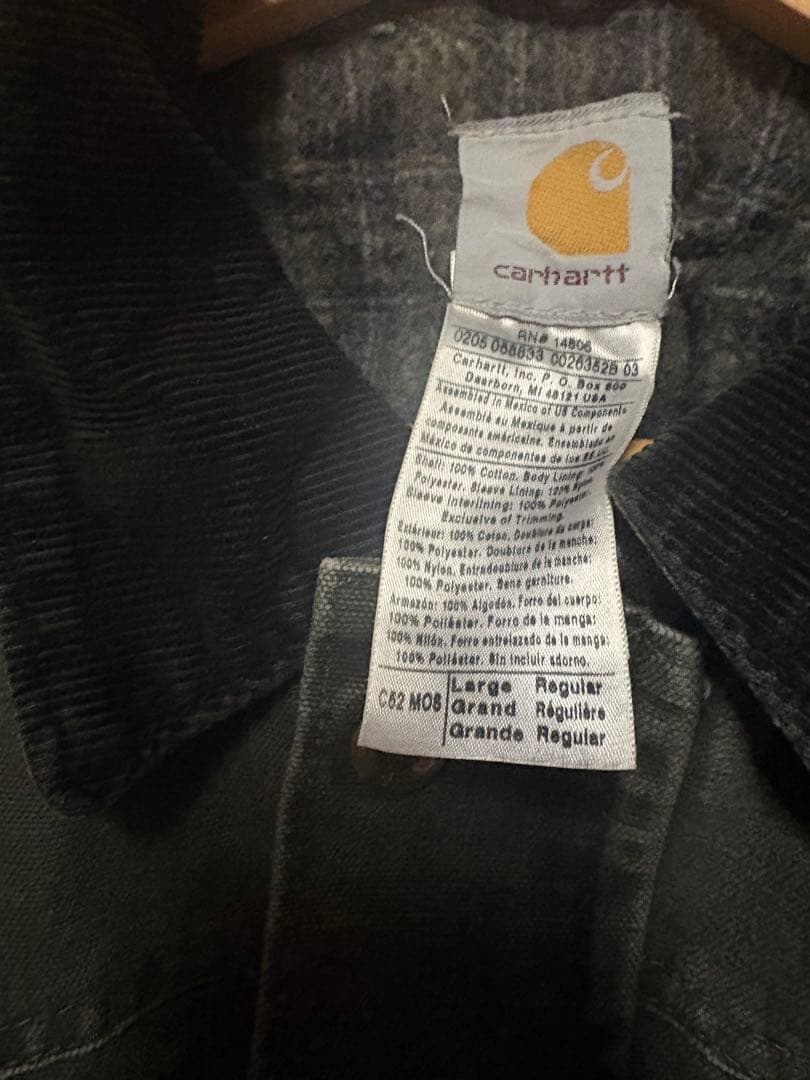 carhartt
RN# 14806
0205 088833 0026352B 03
Carhartt, Inc. P. O. Box 600
Dearborn, MI 48121 USA
Assembled in Mexico of US Components
Assemblé au Mexique à partir de
composants américains. Ensamblado en
México de componentes de los EE.UU.
Shell: 100% Cotton. Body Lining: 100%
Polyester. Sleeve Lining: 100% Nylon.
Sleeve Interlining: 100% Polyester.
Exclusive of Trimming.
Extérieur: 100% Coton. Doublure de corps:
100% Polyester. Doublure de la manche:
100% Nylon. Entredoublure de la manche:
100% Polyester. Sans garniture.
Armazón: 100% Algodón. Forro del cuerpo:
100% Poliéster. Forro de la manga:
100% Nilón. Forro entrelazado de la manga:
100% Poliéster. Sin incluir adorno.
C52 MOS
Large Regular
Grand Régulière
Grande Regular